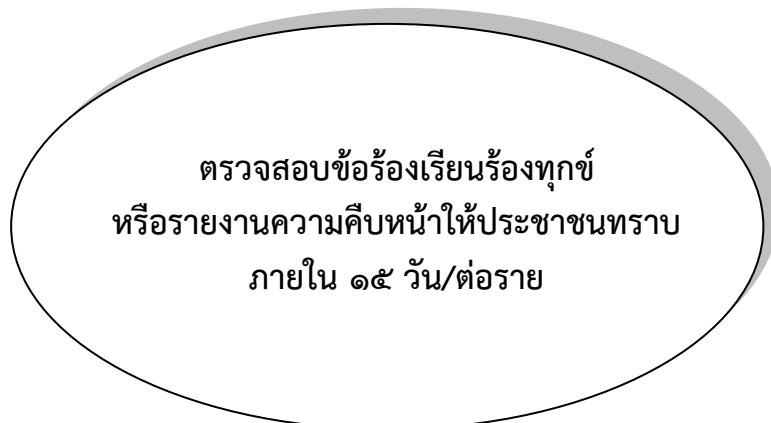 ตรวจสอบข้อร้องเรียนร้องทุกข์
หรือรายงานความคืบหน้าให้ประชาชนทราบ
ภายใน ๑๕ วัน/ต่อราย